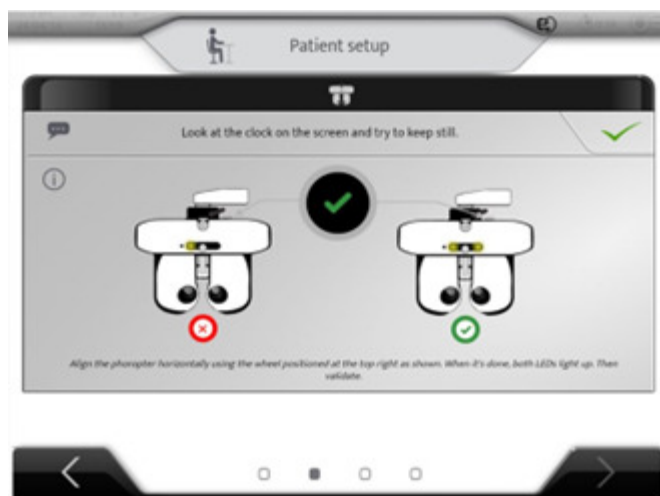 Patient setup
Look at the clock on the screen and try to keep still.
Align the phoropter horizontally using the wheel positioned at the top right as shown. When it's done, both LEDs light up. Then
validate.